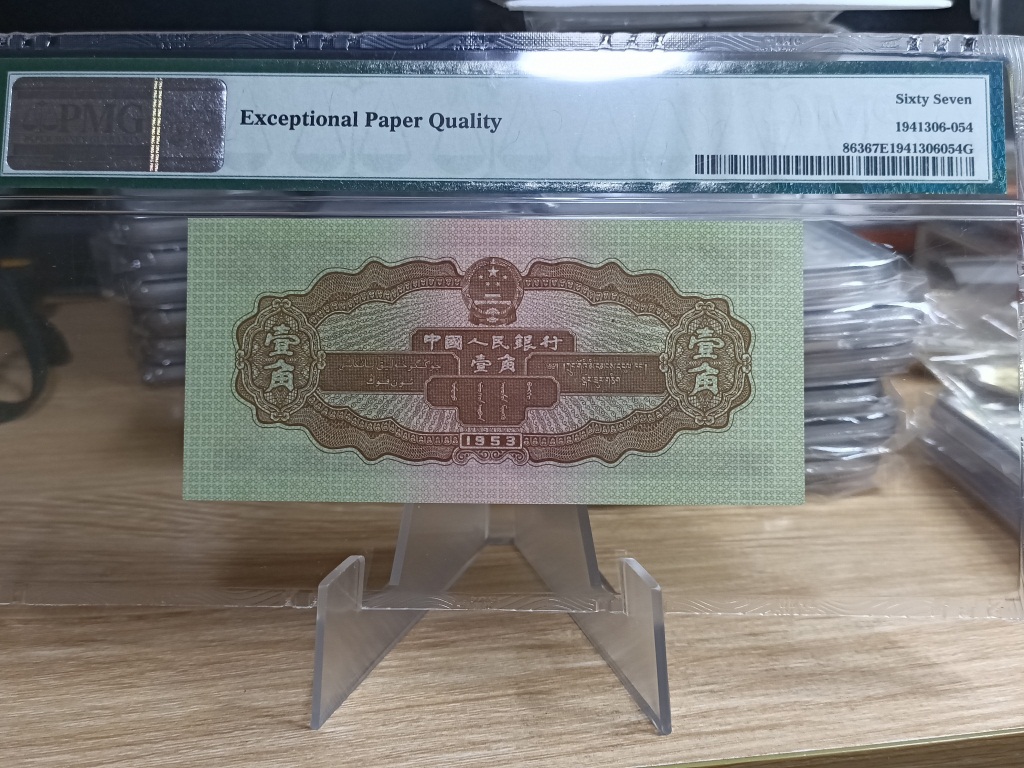 PMG
Exceptional Paper Quality
Sixty Seven
1941306-054
86367E1941306054G
中國人民銀行
壹角
壹角
壹角
1953